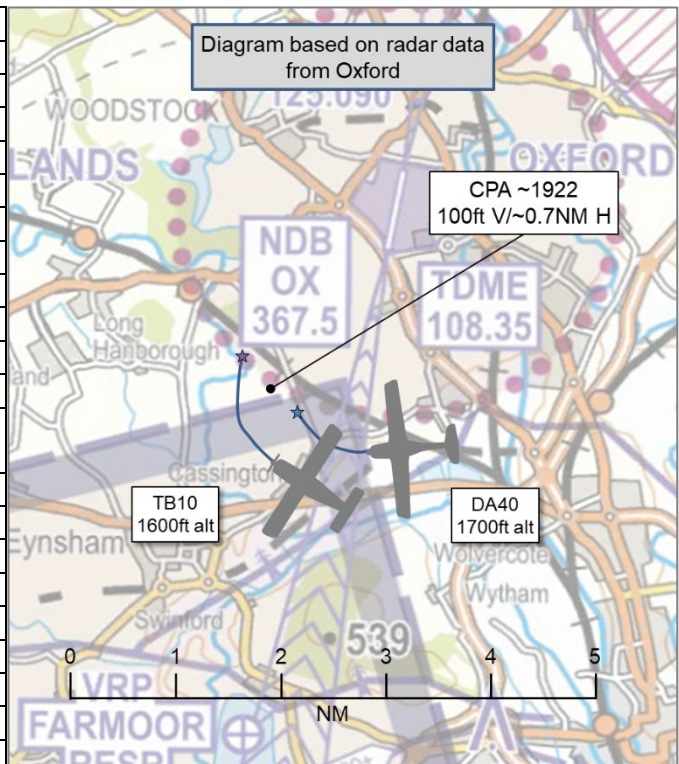 Diagram based on radar data
from Oxford
125.090
WOODSTOCK
LANDS
OXFORD
CPA ~1922
100ft V/~0.7NM H
NDB
OX
367.5
TDME
108.35
Long
Hanborough
and
Cassington
TB10
1600ft alt
DA40
1700ft alt
Eynsham
Wolvercote
Wytham
Swinford
539
0 1 2 3 4 5
NM
VRP
FARMOOR